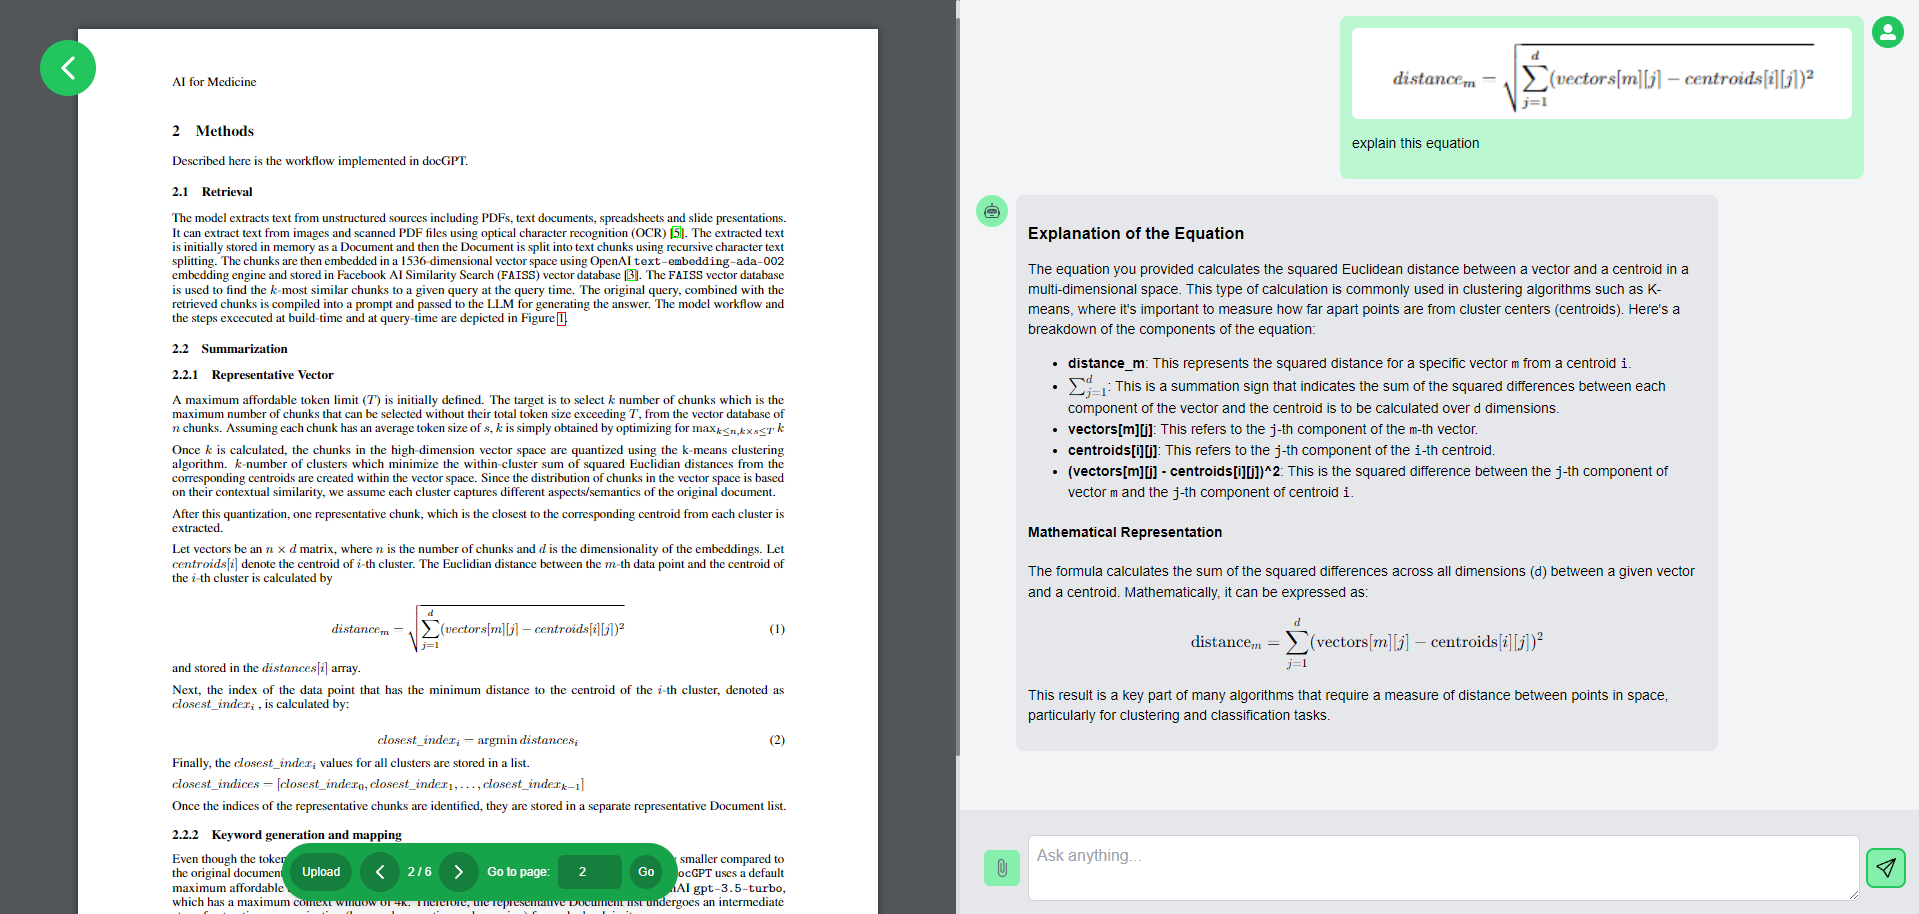 AI for Medicine
2 Methods
Described here is the workflow implemented in docGPT.
2.1 Retrieval
The model extracts text from unstructured sources including PDFs, text documents, spreadsheets and slide presentations.
It can extract text from images and scanned PDF files using optical character recognition (OCR) [5]. The extracted text
is initially stored in memory as a Document and then the Document is split into text chunks using recursive character text
splitting. The chunks are then embedded in a 1536-dimensional vector space using OpenAI text-embedding-ada-002
embedding engine and stored in Facebook AI Similarity Search (FAISS) vector database [3]. The FAISS vector database
is used to find the k-most similar chunks to a given query at the query time. The original query, combined with the
retrieved chunks is compiled into a prompt and passed to the LLM for generating the answer. The model workflow and
the steps excecuted at build-time and at query-time are depicted in Figure 1.
2.2 Summarization
2.2.1 Representative Vector
A maximum affordable token limit (T) is initially defined. The target is to select k number of chunks which is the
maximum number of chunks that can be selected without their total token size exceeding T, from the vector database of
n chunks. Assuming each chunk has an average token size of s, k is simply obtained by optimizing for max_{k≤n,k×s≤T} k
Once k is calculated, the chunks in the high-dimension vector space are quantized using the k-means clustering
algorithm. k-number of clusters which minimize the within-cluster sum of squared Euclidian distances from the
corresponding centroids are created within the vector space. Since the distribution of chunks in the vector space is based
on their contextual similarity, we assume each cluster captures different aspects/semantics of the original document.
After this quantization, one representative chunk, which is the closest to the corresponding centroid from each cluster is
extracted.
Let vectors be an n × d matrix, where n is the number of chunks and d is the dimensionality of the embeddings. Let
centroids[i] denote the centroid of i-th cluster. The Euclidian distance between the m-th data point and the centroid of
the i-th cluster is calculated by
distance_m = √∑_{j=1}^{d}(vectors[m][j] − centroids[i][j])² (1)
and stored in the distances[i] array.
Next, the index of the data point that has the minimum distance to the centroid of the i-th cluster, denoted as
closest_index_i , is calculated by:
closest_index_i = argmin distances_i (2)
Finally, the closest_index_i values for all clusters are stored in a list.
closest_indices = [closest_index_0, closest_index_1, . . . , closest_index_{k−1}]
Once the indices of the representative chunks are identified, they are stored in a separate representative Document list.
2.2.2 Keyword generation and mapping
Even though the token smaller compared to
the original document ocGPT uses a default
maximum affordable AI gpt-3.5-turbo,
which has a maximum context window of 4k. Therefore, the representative Document list undergoes an intermediate
Upload 2 / 6 Go to page: 2 Go
distance_m = √∑_{j=1}^{d}(vectors[m][j] − centroids[i][j])²
explain this equation
Explanation of the Equation
The equation you provided calculates the squared Euclidean distance between a vector and a centroid in a
multi-dimensional space. This type of calculation is commonly used in clustering algorithms such as K-
means, where it's important to measure how far apart points are from cluster centers (centroids). Here's a
breakdown of the components of the equation:
• distance_m: This represents the squared distance for a specific vector m from a centroid i.
• ∑_{j=1}^{d}: This is a summation sign that indicates the sum of the squared differences between each
component of the vector and the centroid is to be calculated over d dimensions.
• vectors[m][j]: This refers to the j-th component of the m-th vector.
• centroids[i][j]: This refers to the j-th component of the i-th centroid.
• (vectors[m][j] - centroids[i][j])^2: This is the squared difference between the j-th component of
vector m and the j-th component of centroid i.
Mathematical Representation
The formula calculates the sum of the squared differences across all dimensions (d) between a given vector
and a centroid. Mathematically, it can be expressed as:
distance_m = ∑_{j=1}^{d}(vectors[m][j] − centroids[i][j])²
This result is a key part of many algorithms that require a measure of distance between points in space,
particularly for clustering and classification tasks.
Ask anything...